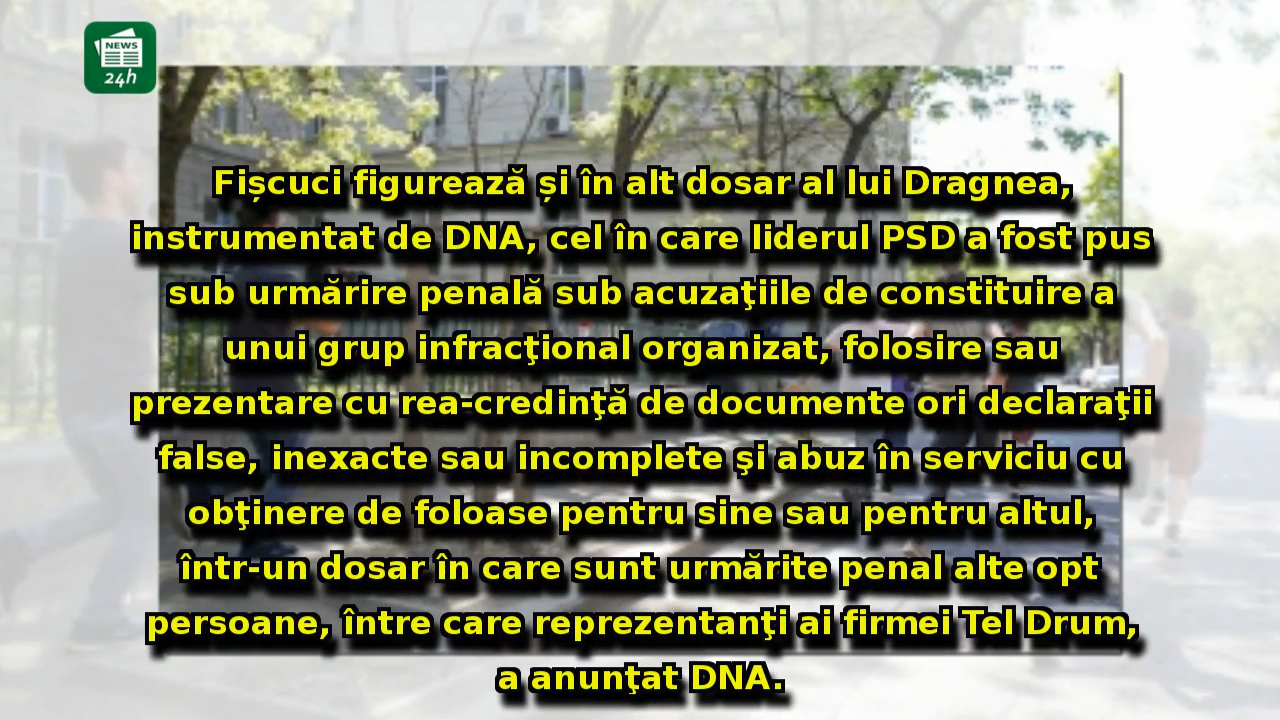 NEWS
24h
Fișcuci figurează și în alt dosar al lui Dragnea,
instrumentat de DNA, cel în care liderul PSD a fost pus
sub urmărire penală sub acuzaţiile de constituire a
unui grup infracţional organizat, folosire sau
prezentare cu rea-credinţă de documente ori declaraţii
false, inexacte sau incomplete şi abuz în serviciu cu
obţinere de foloase pentru sine sau pentru altul,
într-un dosar în care sunt urmărite penal alte opt
persoane, între care reprezentanţi ai firmei Tel Drum,
a anunţat DNA.